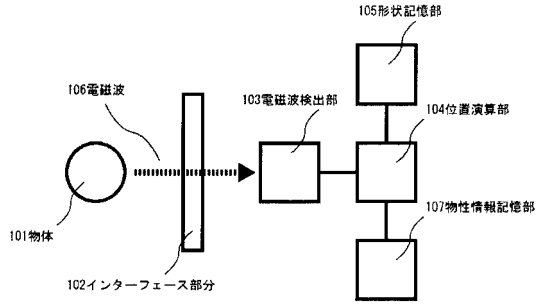 105形状記憶部
106電磁波
103電磁波検出部
104位置演算部
101物体
107物性情報記憶部
102インターフェース部分